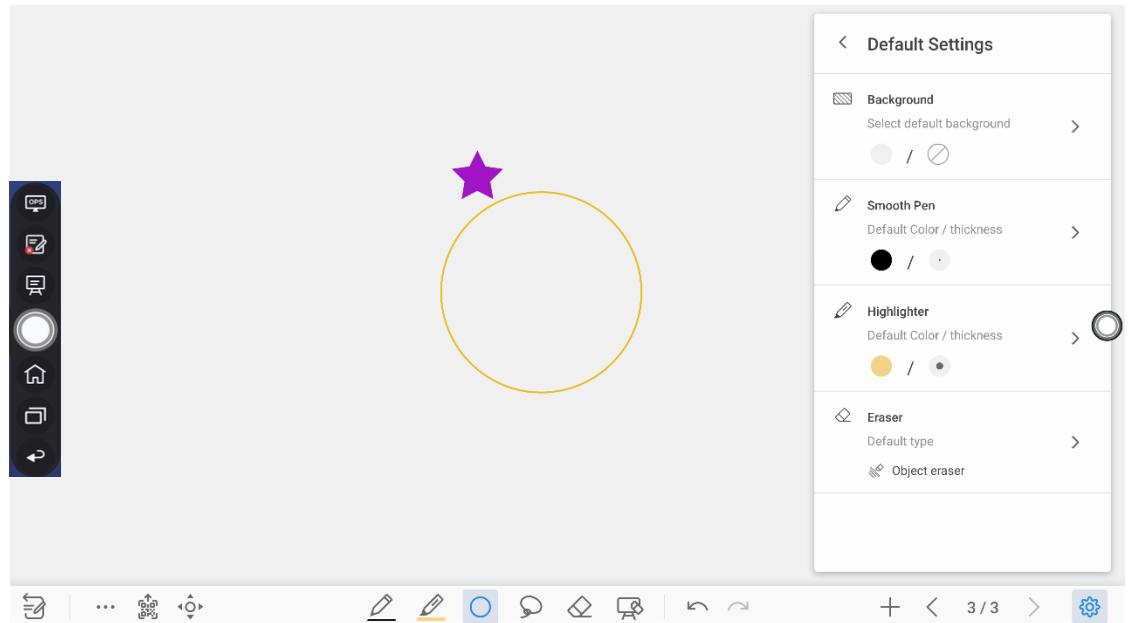 Default Settings
Background
Select default background
/
Smooth Pen
Default Color / thickness
/
Highlighter
Default Color / thickness
/
Eraser
Default type
Object eraser
OPS
3 / 3